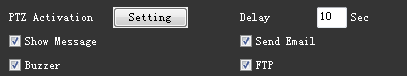 PTZ Activation Setting Delay 10 Sec
Show Message Send Email
Buzzer FTP